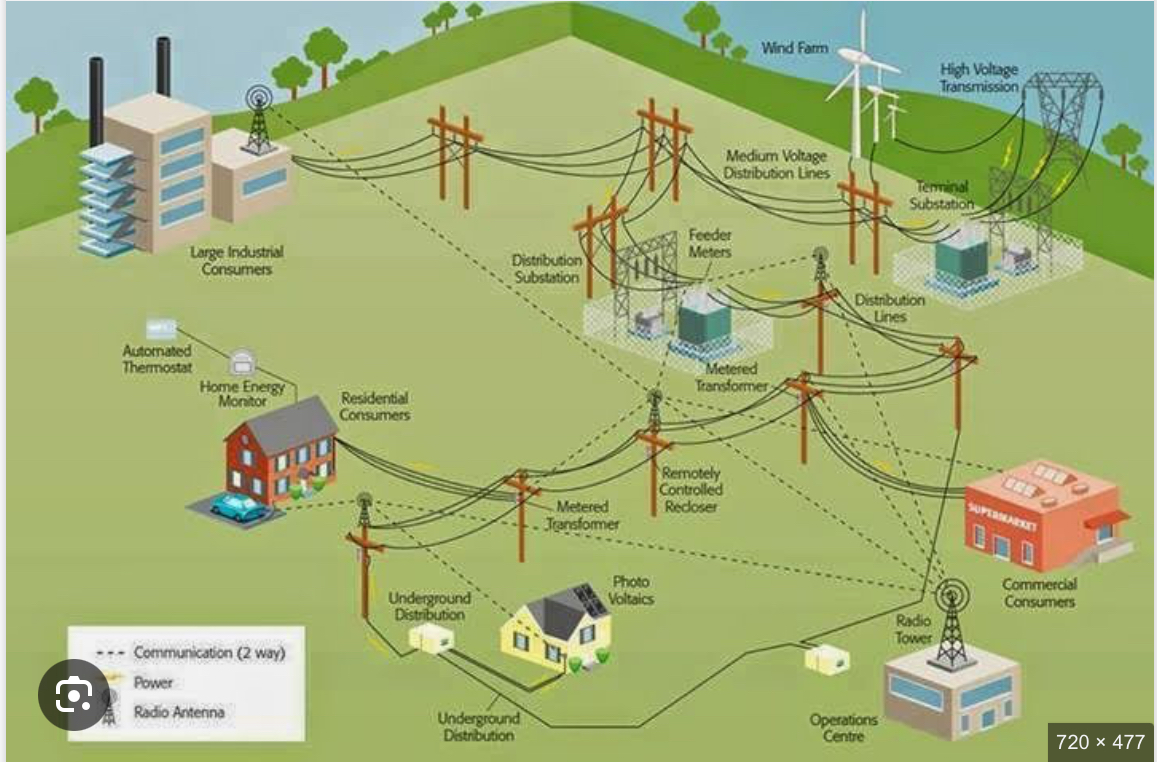 Wind Farm
High Voltage
Transmission
Medium Voltage
Distribution Lines
Terminal
Substation
Large Industrial
Consumers
Feeder
Meters
Distribution
Substation
Distribution
Lines
Automated
Thermostat
Home Energy
Monitor
Residential
Consumers
Metered
Transformer
Remotely
Controlled
Recloser
Metered
Transformer
SUPERMARKET
Commercial
Consumers
Photo
Voltaics
Underground
Distribution
Radio
Tower
Communication (2 way)
Power
Radio Antenna
Underground
Distribution
Operations
Centre
720 × 477